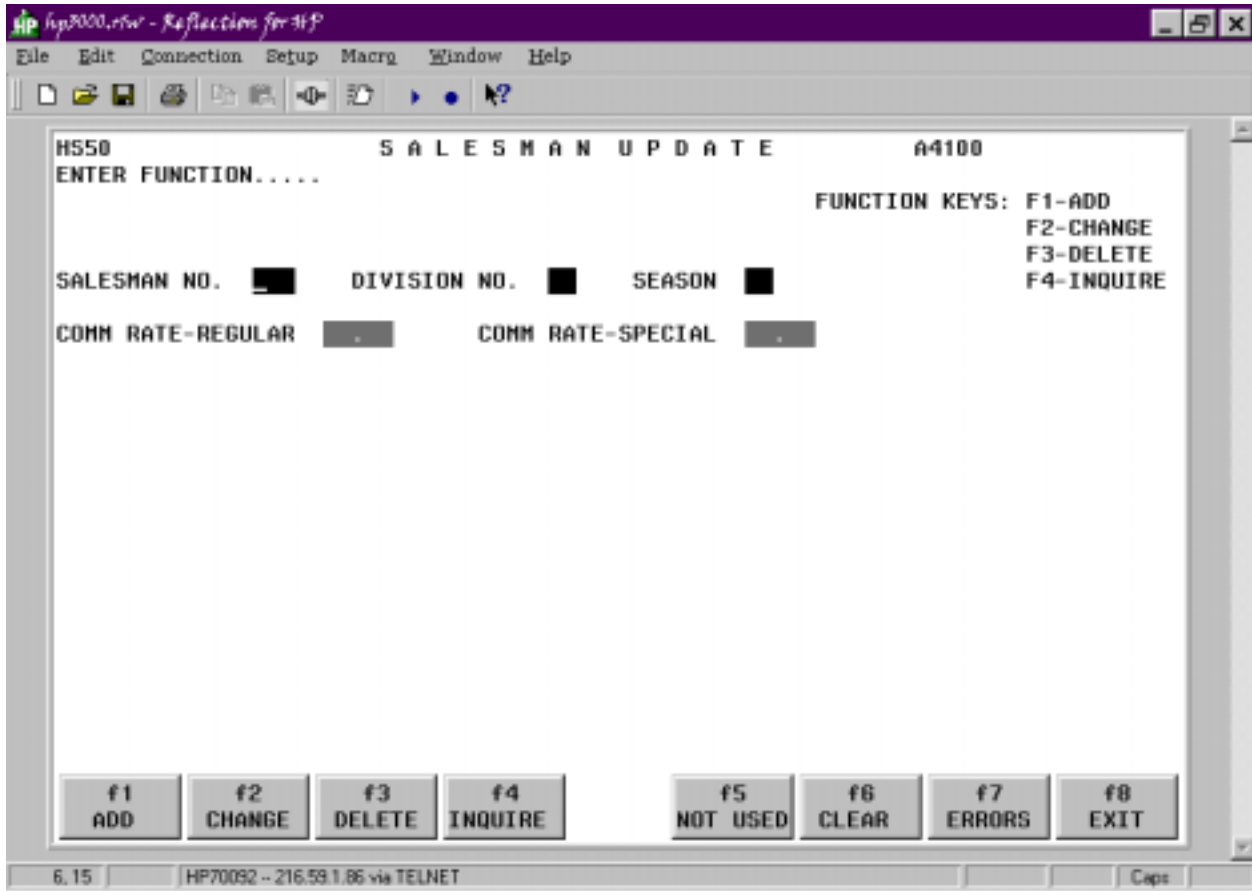 hp3000.rsw - Reflection for HP
File Edit Connection Setup Macro Window Help
HS50 S A L E S M A N U P D A T E A4100
ENTER FUNCTION.....
FUNCTION KEYS: F1-ADD
F2-CHANGE
F3-DELETE
SALESMAN NO. _ DIVISION NO. SEASON F4-INQUIRE
COMM RATE-REGULAR . COMM RATE-SPECIAL .
f1 f2 f3 f4 f5 f6 f7 f8
ADD CHANGE DELETE INQUIRE NOT USED CLEAR ERRORS EXIT
6, 15 HP70092 -- 216.59.1.86 via TELNET Caps